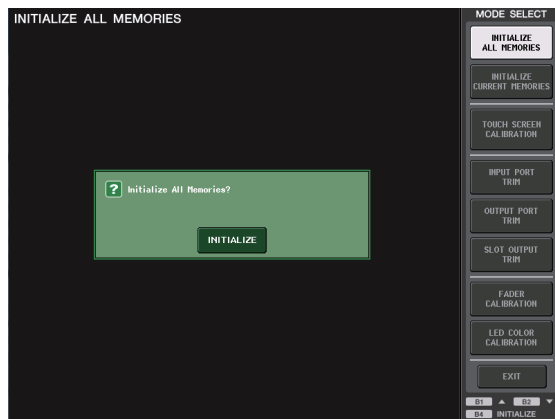 INITIALIZE ALL MEMORIES
? Initialize All Memories?
INITIALIZE
MODE SELECT
INITIALIZE
ALL MEMORIES
INITIALIZE
CURRENT MEMORIES
TOUCH SCREEN
CALIBRATION
INPUT PORT
TRIM
OUTPUT PORT
TRIM
SLOT OUTPUT
TRIM
FADER
CALIBRATION
LED COLOR
CALIBRATION
EXIT
B1 ▲ B2 ▼
B4 INITIALIZE